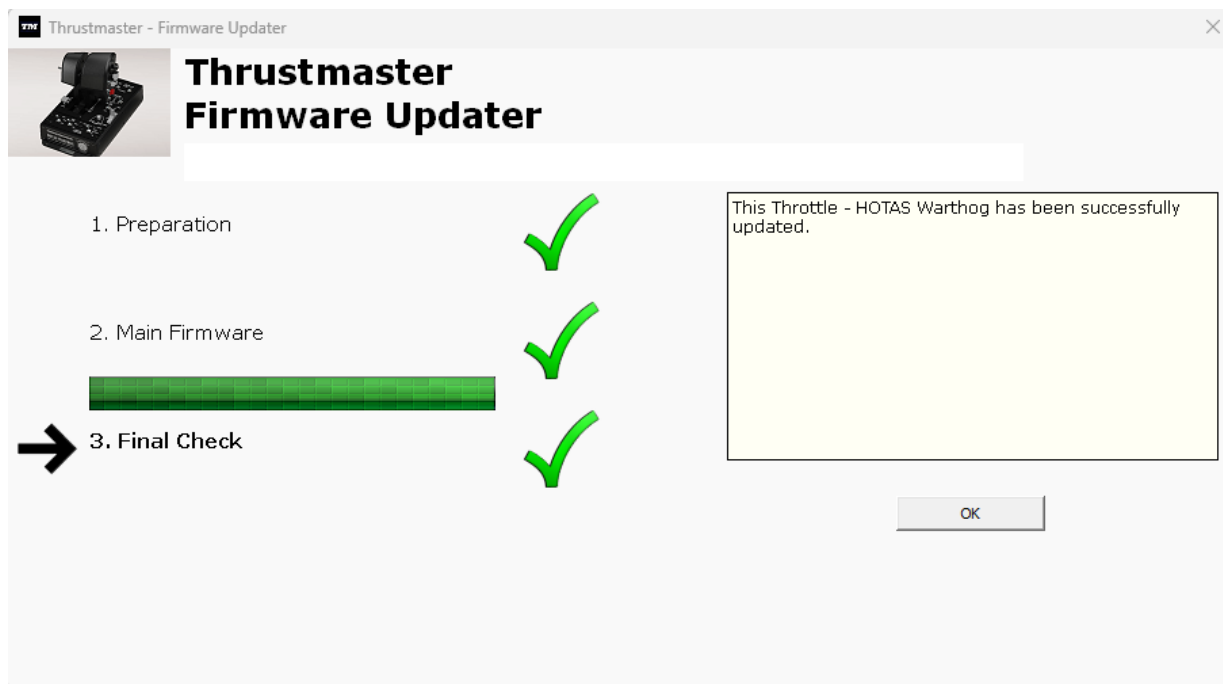 TM Thrustmaster - Firmware Updater
Thrustmaster
Firmware Updater
1. Preparation
2. Main Firmware
3. Final Check
This Throttle - HOTAS Warthog has been successfully
updated.
OK